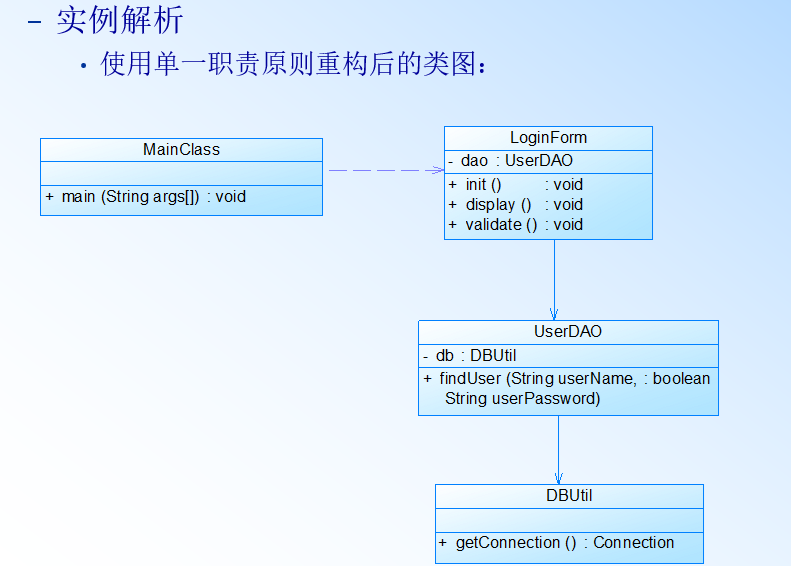 – 实例解析
• 使用单一职责原则重构后的类图：
MainClass
+ main (String args[]) : void
LoginForm
- dao : UserDAO
+ init () : void
+ display () : void
+ validate () : void
UserDAO
- db : DBUtil
+ findUser (String userName, : boolean
String userPassword)
DBUtil
+ getConnection () : Connection